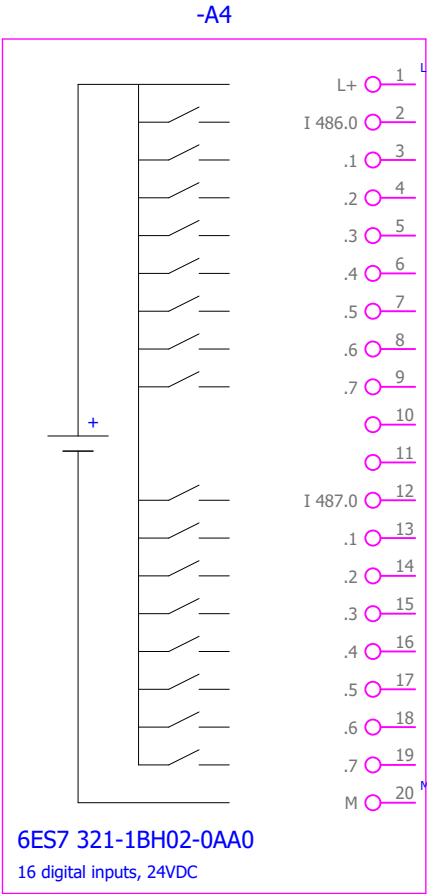 -A4
L+ 1 L
I 486.0 2
.1 3
.2 4
.3 5
.4 6
.5 7
.6 8
.7 9
+
10
11
I 487.0 12
.1 13
.2 14
.3 15
.4 16
.5 17
.6 18
.7 19
M 20 M
6ES7 321-1BH02-0AA0
16 digital inputs, 24VDC